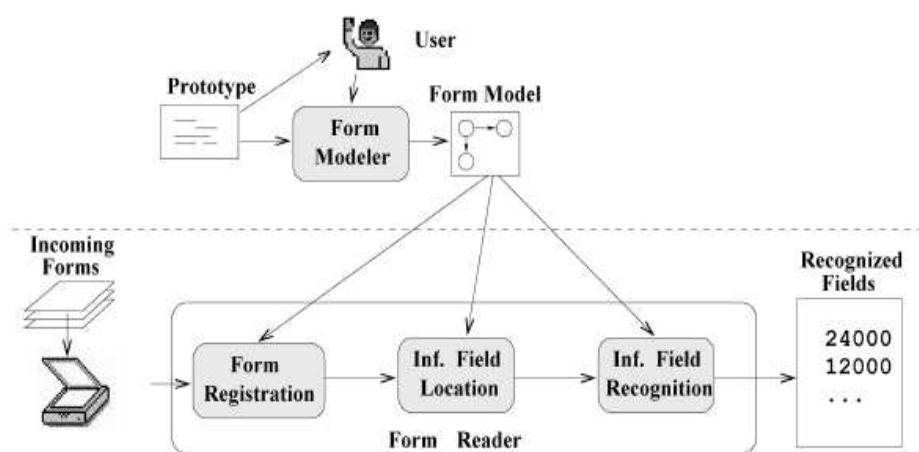 User
Prototype
Form Model
Form
Modeler
Incoming
Forms
Recognized
Fields
24000
12000
...
Form
Registration
Inf. Field
Location
Inf. Field
Recognition
Form Reader